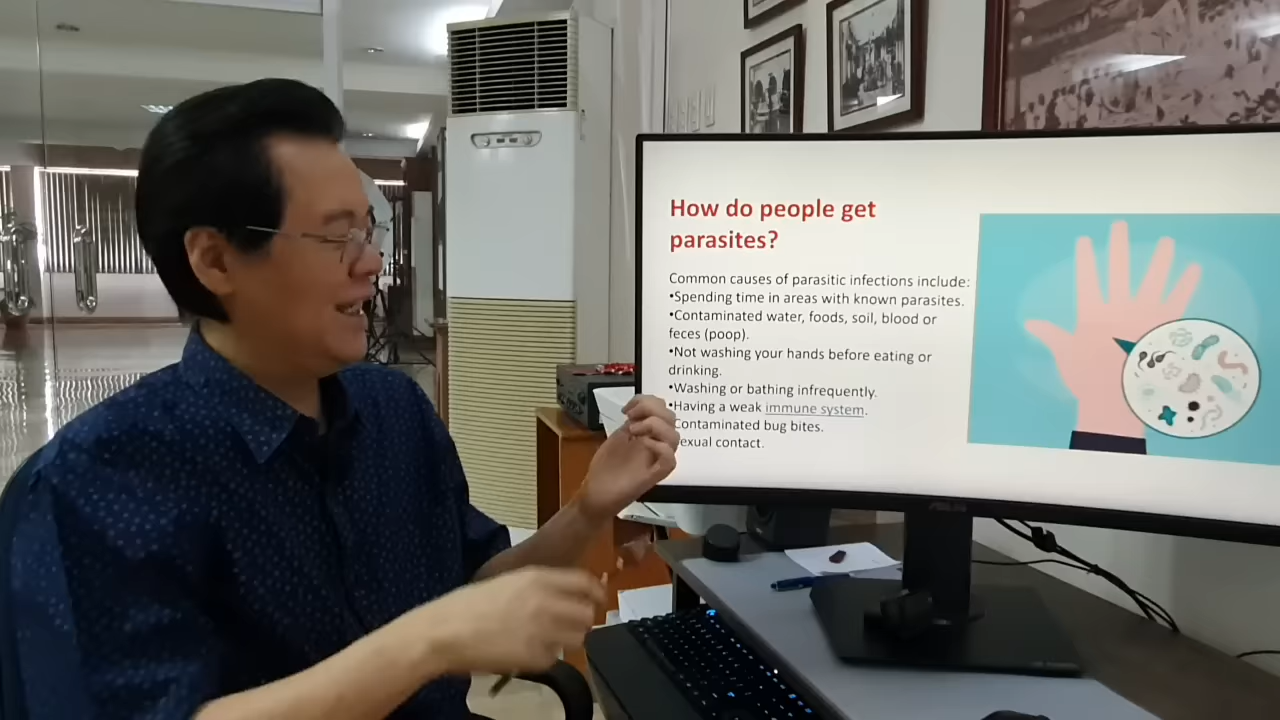 How do people get
parasites?
Common causes of parasitic infections include:
•Spending time in areas with known parasites.
•Contaminated water, foods, soil, blood or
feces (poop).
•Not washing your hands before eating or
drinking.
•Washing or bathing infrequently.
•Having a weak immune system.
Contaminated bug bites.
exual contact.
ASUS